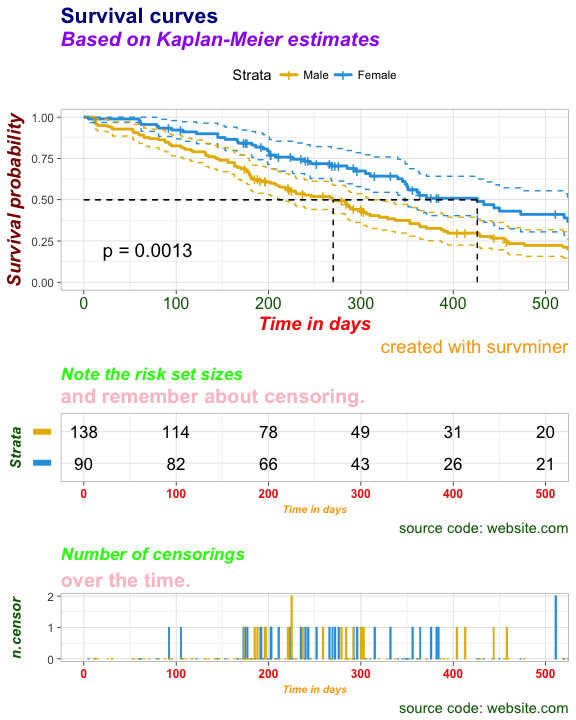 Survival curves
Based on Kaplan-Meier estimates
Strata Male Female
Survival probability
1.00
0.75
0.50
0.25
0.00
p = 0.0013
0 100 200 300 400 500
Time in days
created with survminer
Note the risk set sizes
and remember about censoring.
Strata
138 114 78 49 31 20
90 82 66 43 26 21
0 100 200 300 400 500
Time in days
source code: website.com
Number of censorings
over the time.
n.censor
2
1
0
0 100 200 300 400 500
Time in days
source code: website.com